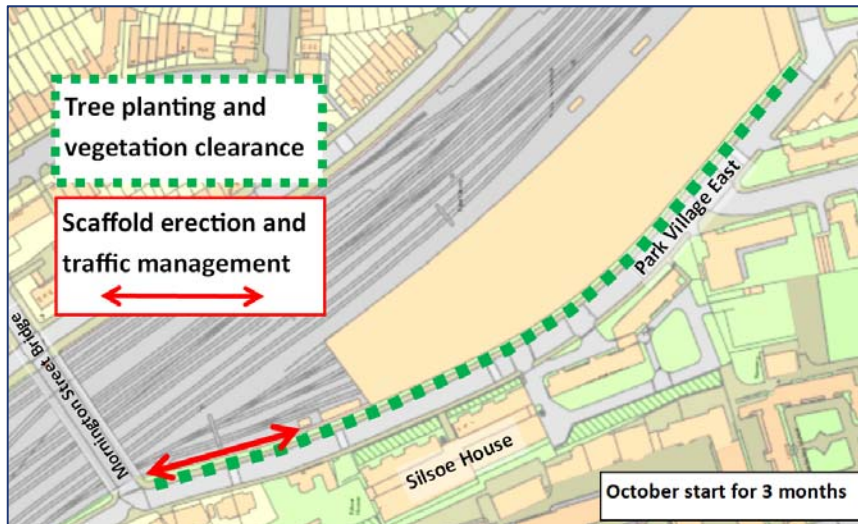 Tree planting and
vegetation clearance
Scaffold erection and
traffic management
Park Village East
Mornington Street Bridge
Silsoe House
October start for 3 months